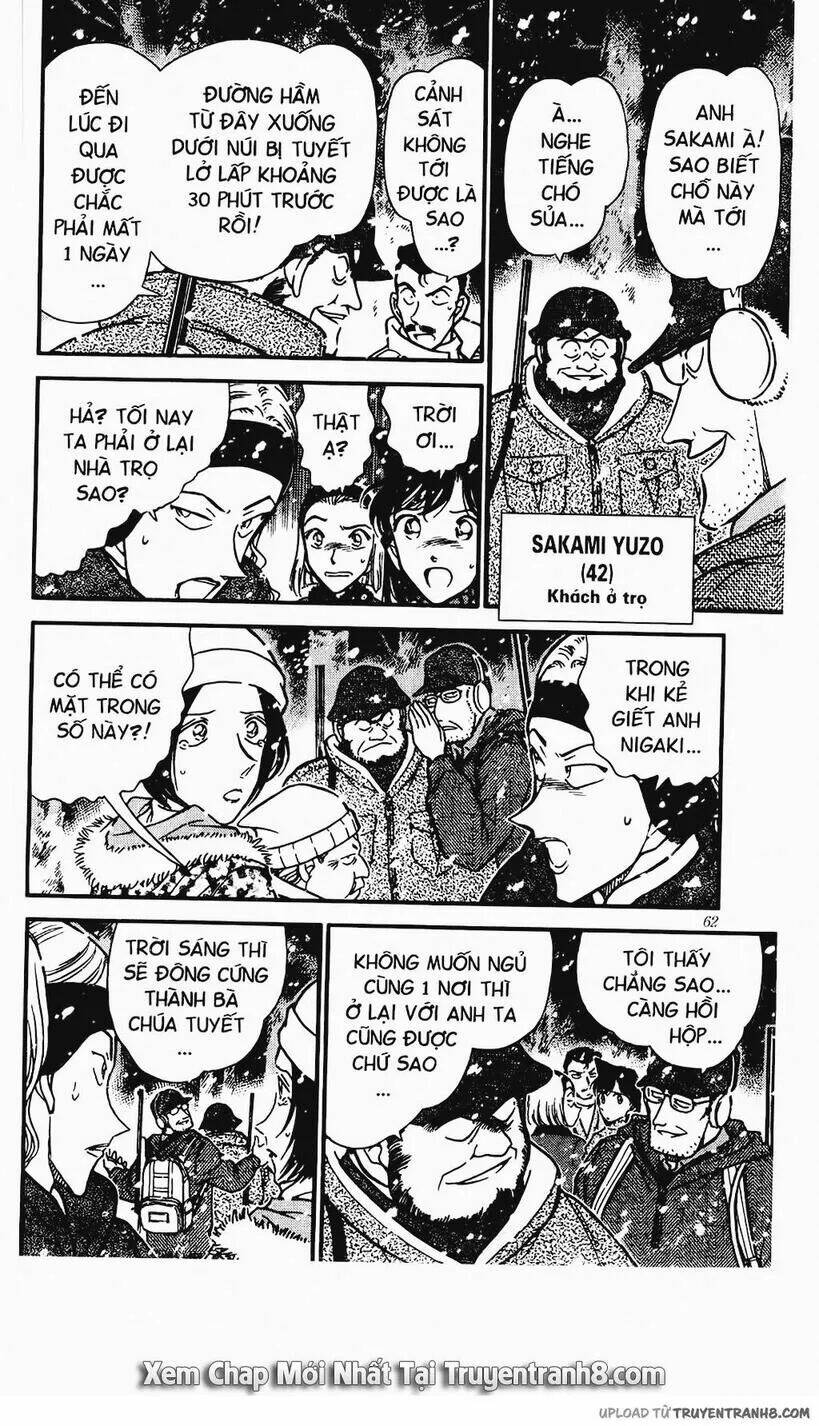 ANH
SAKAMI À!
SAO BIẾT
CHỖ NÀY
MÀ TỚI
...
À...
NGHE
TIẾNG
CHÓ
SỦA...
SAKAMI YUZO
(42)
Khách ở trọ
CẢNH
SÁT
KHÔNG
TỚI
ĐƯỢC LÀ
SAO
...?
ĐƯỜNG HẦM
TỪ ĐÂY XUỐNG
DƯỚI NÚI BỊ TUYẾT
LỞ LẤP KHOẢNG
30 PHÚT TRƯỚC
RỒI!
ĐẾN
LÚC ĐI
QUA
ĐƯỢC
CHẮC
PHẢI MẤT
1 NGÀY
...
TRỜI
ƠI...
THẬT
Ạ?
HẢ? TỐI NAY
TA PHẢI Ở LẠI
NHÀ TRỌ
SAO?
TRONG
KHI KẺ
GIẾT ANH
NIGAKI...
CÓ THỂ CÓ
MẶT TRONG
SỐ NÀY?!
62
TÔI THẤY
CHẲNG SAO...
CÀNG HỒI
HỘP...
KHÔNG MUỐN NGỦ
CÙNG 1 NƠI THÌ
Ở LẠI VỚI ANH TA
CŨNG ĐƯỢC
CHỨ SAO
...
TRỜI SÁNG THÌ
SẼ ĐÔNG CỨNG
THÀNH BÀ
CHÚA TUYẾT
...
Xem Chap Mới Nhất Tại Truyentranh8.com
UPLOAD TỪ TRUYENTRANH8.COM